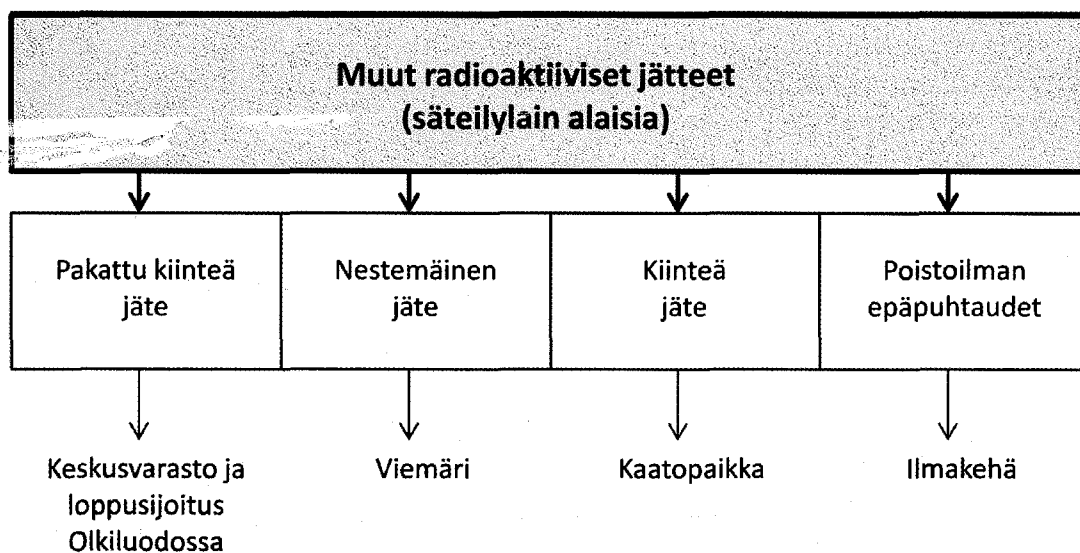 Muut radioaktiiviset jätteet
(säteilylain alaisia)
Pakattu kiinteä
jäte
Nestemäinen
jäte
Kiinteä
jäte
Poistoilman
epäpuhtaudet
Keskusvarasto ja
loppusijoitus
Olkiluodossa
Viemäri
Kaatopaikka
Ilmakehä